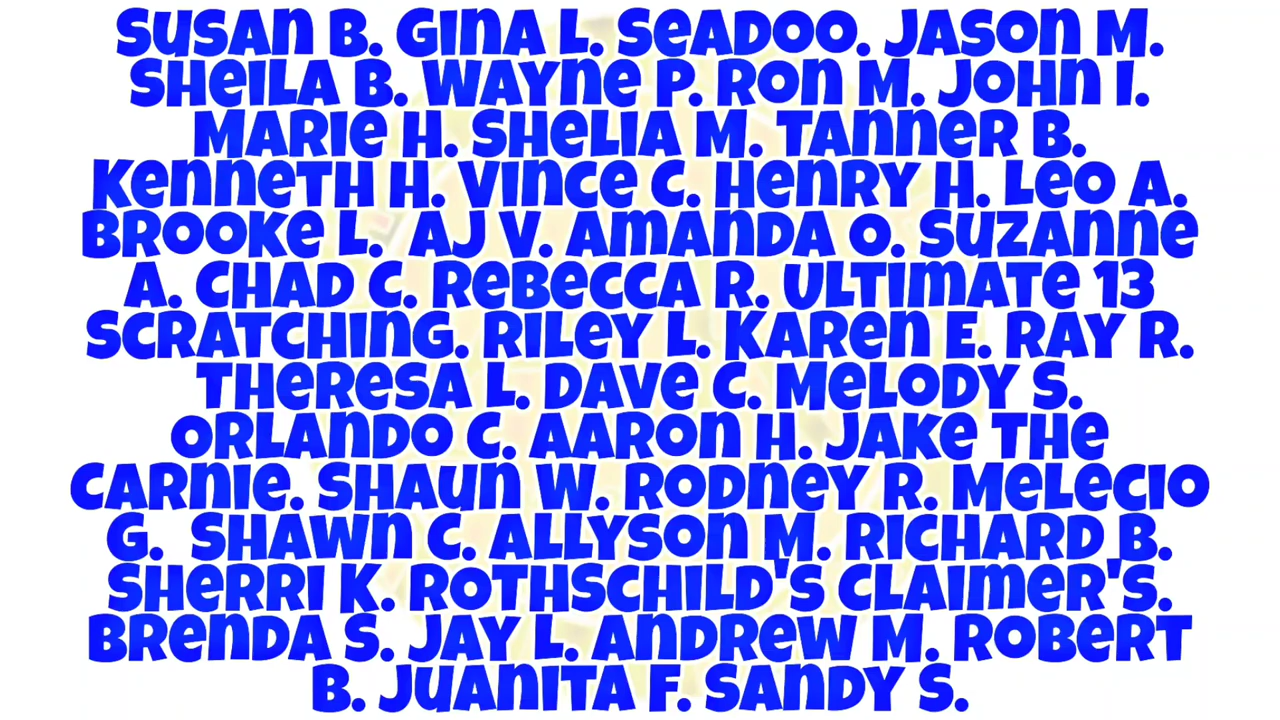 SUSAN B. GINA L. SEADOO. JASON M.
SHEILA B. WAYNE P. RON M. JOHN I.
MARIE H. SHELIA M. TANNER B.
KENNETH H. VINCE C. HENRY H. LEO A.
BROOKE L. AJ V. AMANDA O. SUZANNE
A. CHAD C. REBECCA R. ULTIMATE 13
SCRATCHING. RILEY L. KAREN E. RAY R.
THERESA L. DAVE C. MELODY S.
ORLANDO C. AARON H. JAKE THE
CARNIE. SHAUN W. RODNEY R. MELECIO
G. SHAWN C. ALLYSON M. RICHARD B.
SHERRI K. ROTHSCHILD'S CLAIMER'S.
BRENDA S. JAY L. ANDREW M. ROBERT
B. JUANITA F. SANDY S.